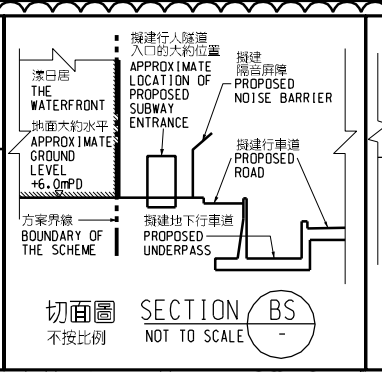 擬建行人隧道
入口的大約位置
APPROXIMATE
LOCATION OF
PROPOSED
SUBWAY
ENTRANCE
擬建
隔音屏障
PROPOSED
NOISE BARRIER
漾日居
THE
WATERFRONT
地面大約水平
APPROXIMATE
GROUND
LEVEL
+6.0mPD
擬建行車道
PROPOSED
ROAD
方案界線
BOUNDARY OF
THE SCHEME
擬建地下行車道
PROPOSED
UNDERPASS
切面圖 SECTION BS
不按比例 NOT TO SCALE -